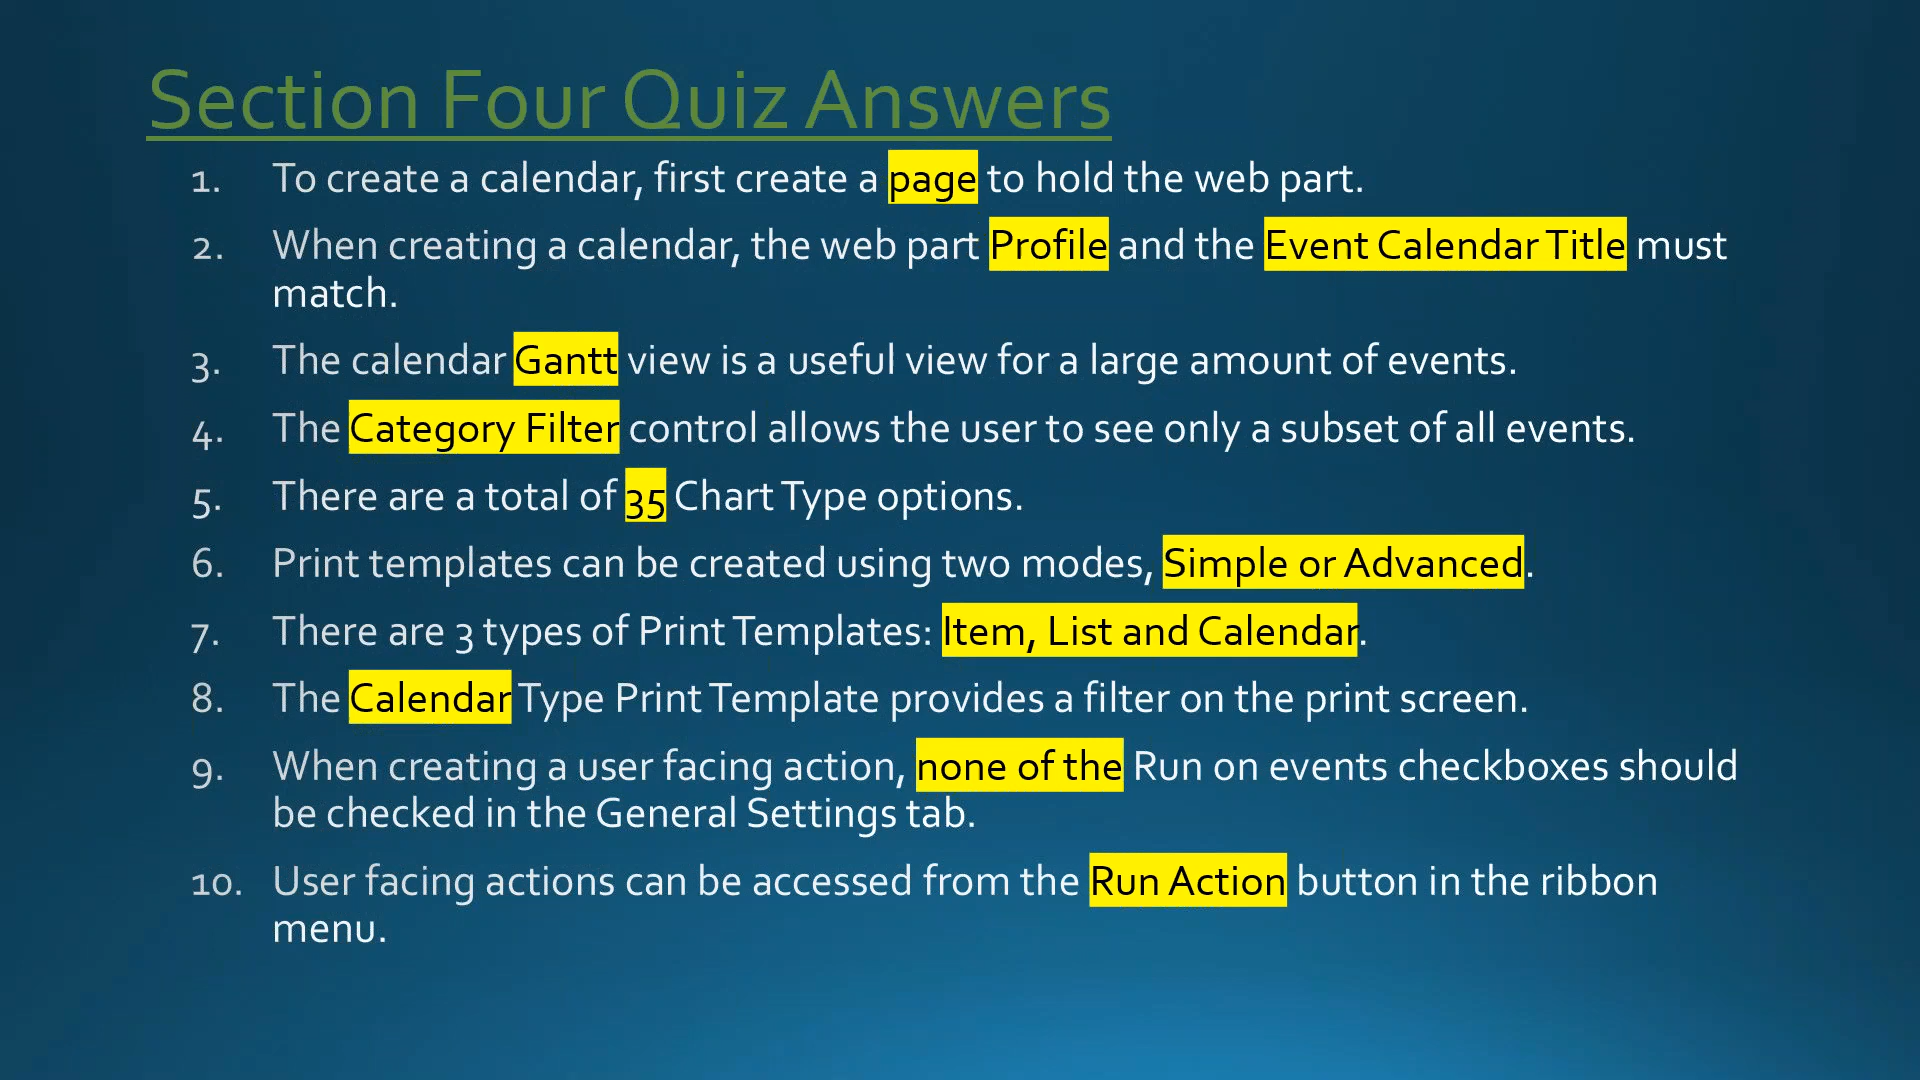 Section Four Quiz Answers
1. To create a calendar, first create a page to hold the web part.
2. When creating a calendar, the web part Profile and the Event Calendar Title must
match.
3. The calendar Gantt view is a useful view for a large amount of events.
4. The Category Filter control allows the user to see only a subset of all events.
5. There are a total of 35 Chart Type options.
6. Print templates can be created using two modes, Simple or Advanced.
7. There are 3 types of Print Templates: Item, List and Calendar.
8. The Calendar Type Print Template provides a filter on the print screen.
9. When creating a user facing action, none of the Run on events checkboxes should
be checked in the General Settings tab.
10. User facing actions can be accessed from the Run Action button in the ribbon
menu.